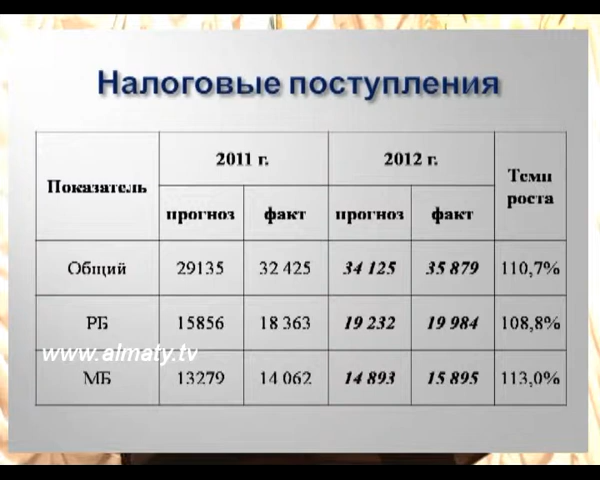 Налоговые поступления
Показатель 2011 г. 2012 г. Темп роста
прогноз факт прогноз факт
Общий 29135 32 425 34 125 35 879 110,7%
РБ 15856 18 363 19 232 19 984 108,8%
www.almaty.tv
МБ 13279 14 062 14 893 15 895 113,0%